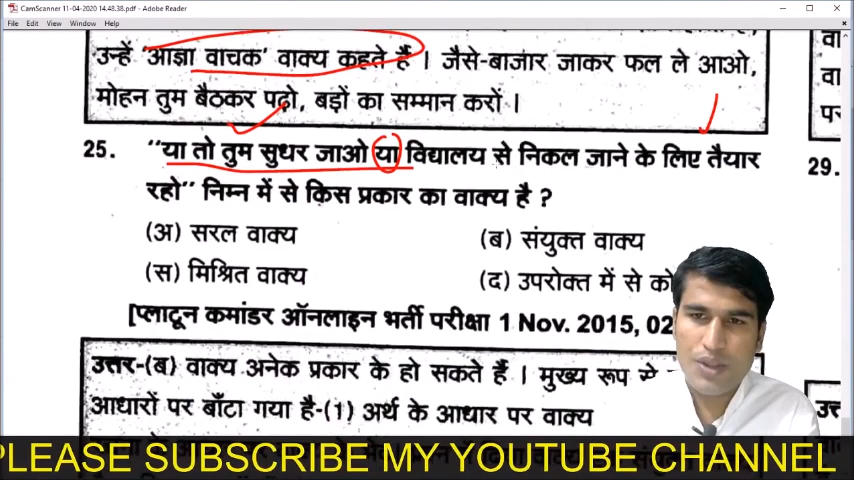 CamScanner 11-04-2020 14.48.38.pdf - Adobe Reader
File Edit View Window Help
उन्हें 'आज्ञा वाचक' वाक्य कहते हैं । जैसे-बाजार जाकर फल ले आओ,
मोहन तुम बैठकर पढ़ो, बड़ों का सम्मान करों ।
25. "या तो तुम सुधर जाओ या विद्यालय से निकल जाने के लिए तैयार
रहो" निम्न में से किस प्रकार का वाक्य है ?
(अ) सरल वाक्य (ब) संयुक्त वाक्य
(स) मिश्रित वाक्य (द) उपरोक्त में से
[प्लाटून कमांडर ऑनलाइन भर्ती परीक्षा 1 Nov. 2015, 02
उत्तर-(ब) वाक्य अनेक प्रकार के हो सकते हैं । मुख्य रूप से
आधारों पर बाँटा गया है-(1) अर्थ के आधार पर वाक्य
29.
PLEASE SUBSCRIBE MY YOUTUBE CHANNEL